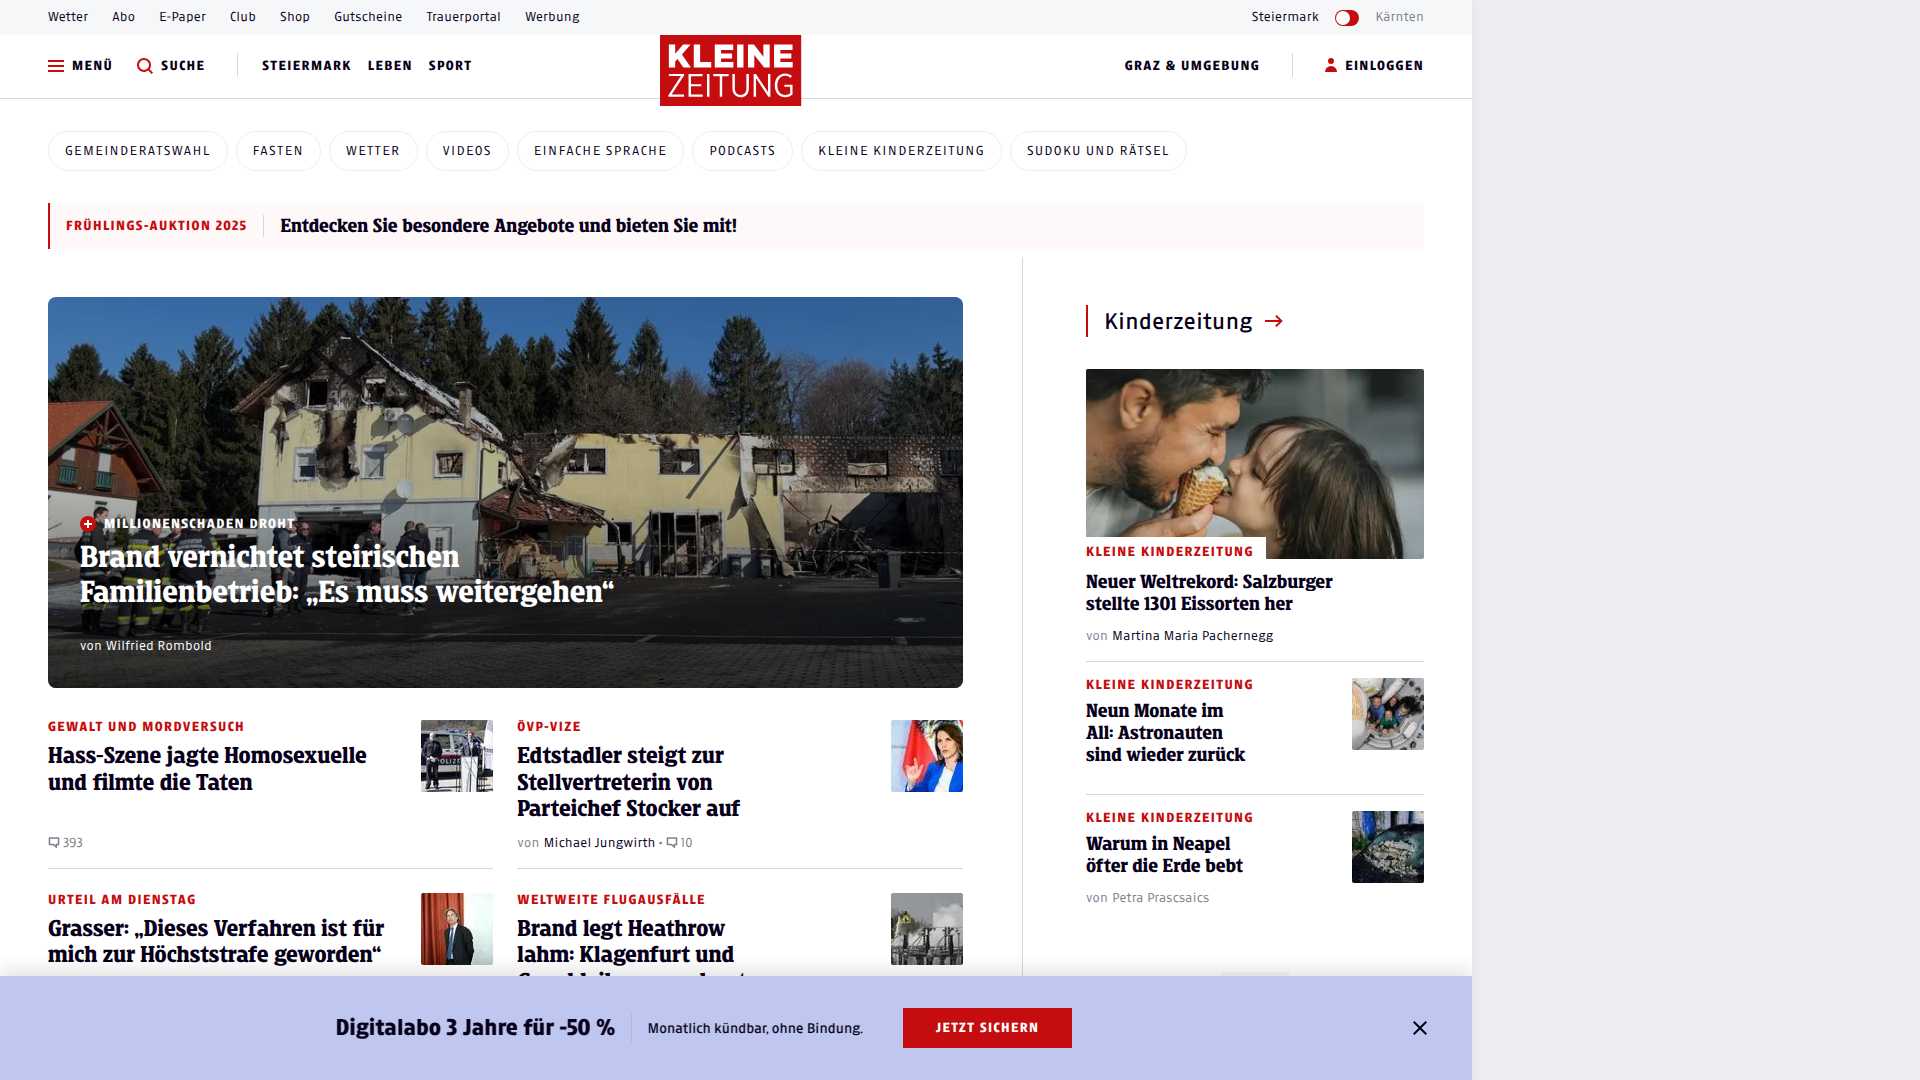 Wetter Abo E-Paper Club Shop Gutscheine Trauerportal Werbung Steiermark Kärnten
MENÜ SUCHE STEIERMARK LEBEN SPORT KLEINE ZEITUNG GRAZ & UMGEBUNG EINLOGGEN
GEMEINDERATSWAHL FASTEN WETTER VIDEOS EINFACHE SPRACHE PODCASTS KLEINE KINDERZEITUNG SUDOKU UND RÄTSEL
FRÜHLINGS-AUKTION 2025 Entdecken Sie besondere Angebote und bieten Sie mit!
MILLIONENSCHADEN DROHT
Brand vernichtet steirischen
Familienbetrieb: „Es muss weitergehen“
von Wilfried Rombold
GEWALT UND MORDVERSUCH
Hass-Szene jagte Homosexuelle
und filmte die Taten
393
ÖVP-VIZE
Edtstadler steigt zur
Stellvertreterin von
Parteichef Stocker auf
von Michael Jungwirth • 10
URTEIL AM DIENSTAG
Grasser: „Dieses Verfahren ist für
mich zur Höchststrafe geworden“
WELTWEITE FLUGAUSFÄLLE
Brand legt Heathrow
lahm: Klagenfurt und
Kinderzeitung
KLEINE KINDERZEITUNG
Neuer Weltrekord: Salzburger
stellte 1301 Eissorten her
von Martina Maria Pachernegg
KLEINE KINDERZEITUNG
Neun Monate im
All: Astronauten
sind wieder zurück
KLEINE KINDERZEITUNG
Warum in Neapel
öfter die Erde bebt
von Petra Prascsaics
Digitalabo 3 Jahre für -50 % Monatlich kündbar, ohne Bindung. JETZT SICHERN